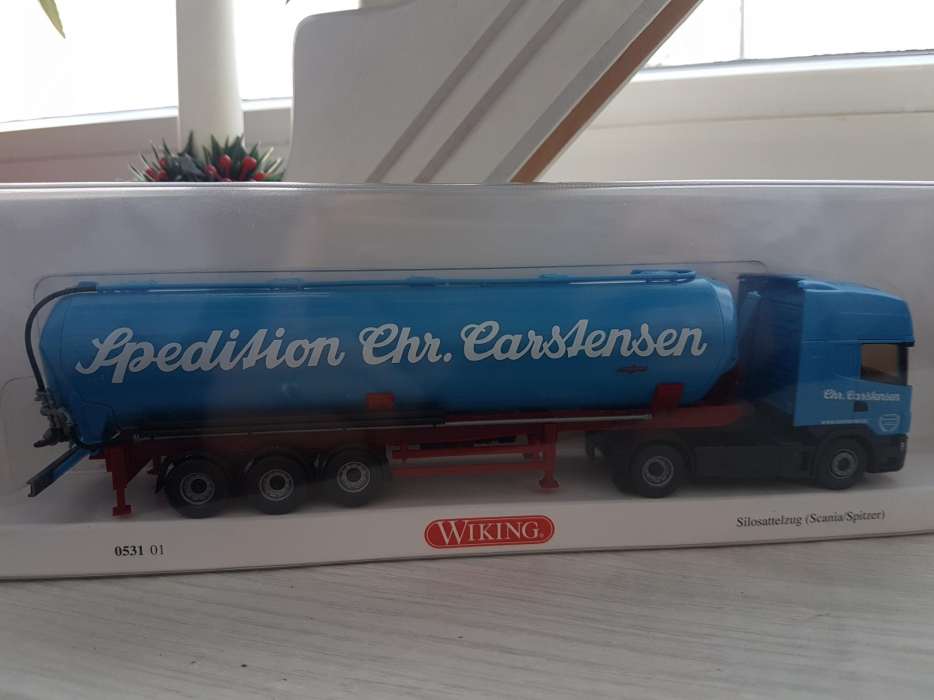 Spedition Chr. Carstensen
Chr. Carstensen
WIKING
Silosattelzug (Scania/Spitzer)
0531 01